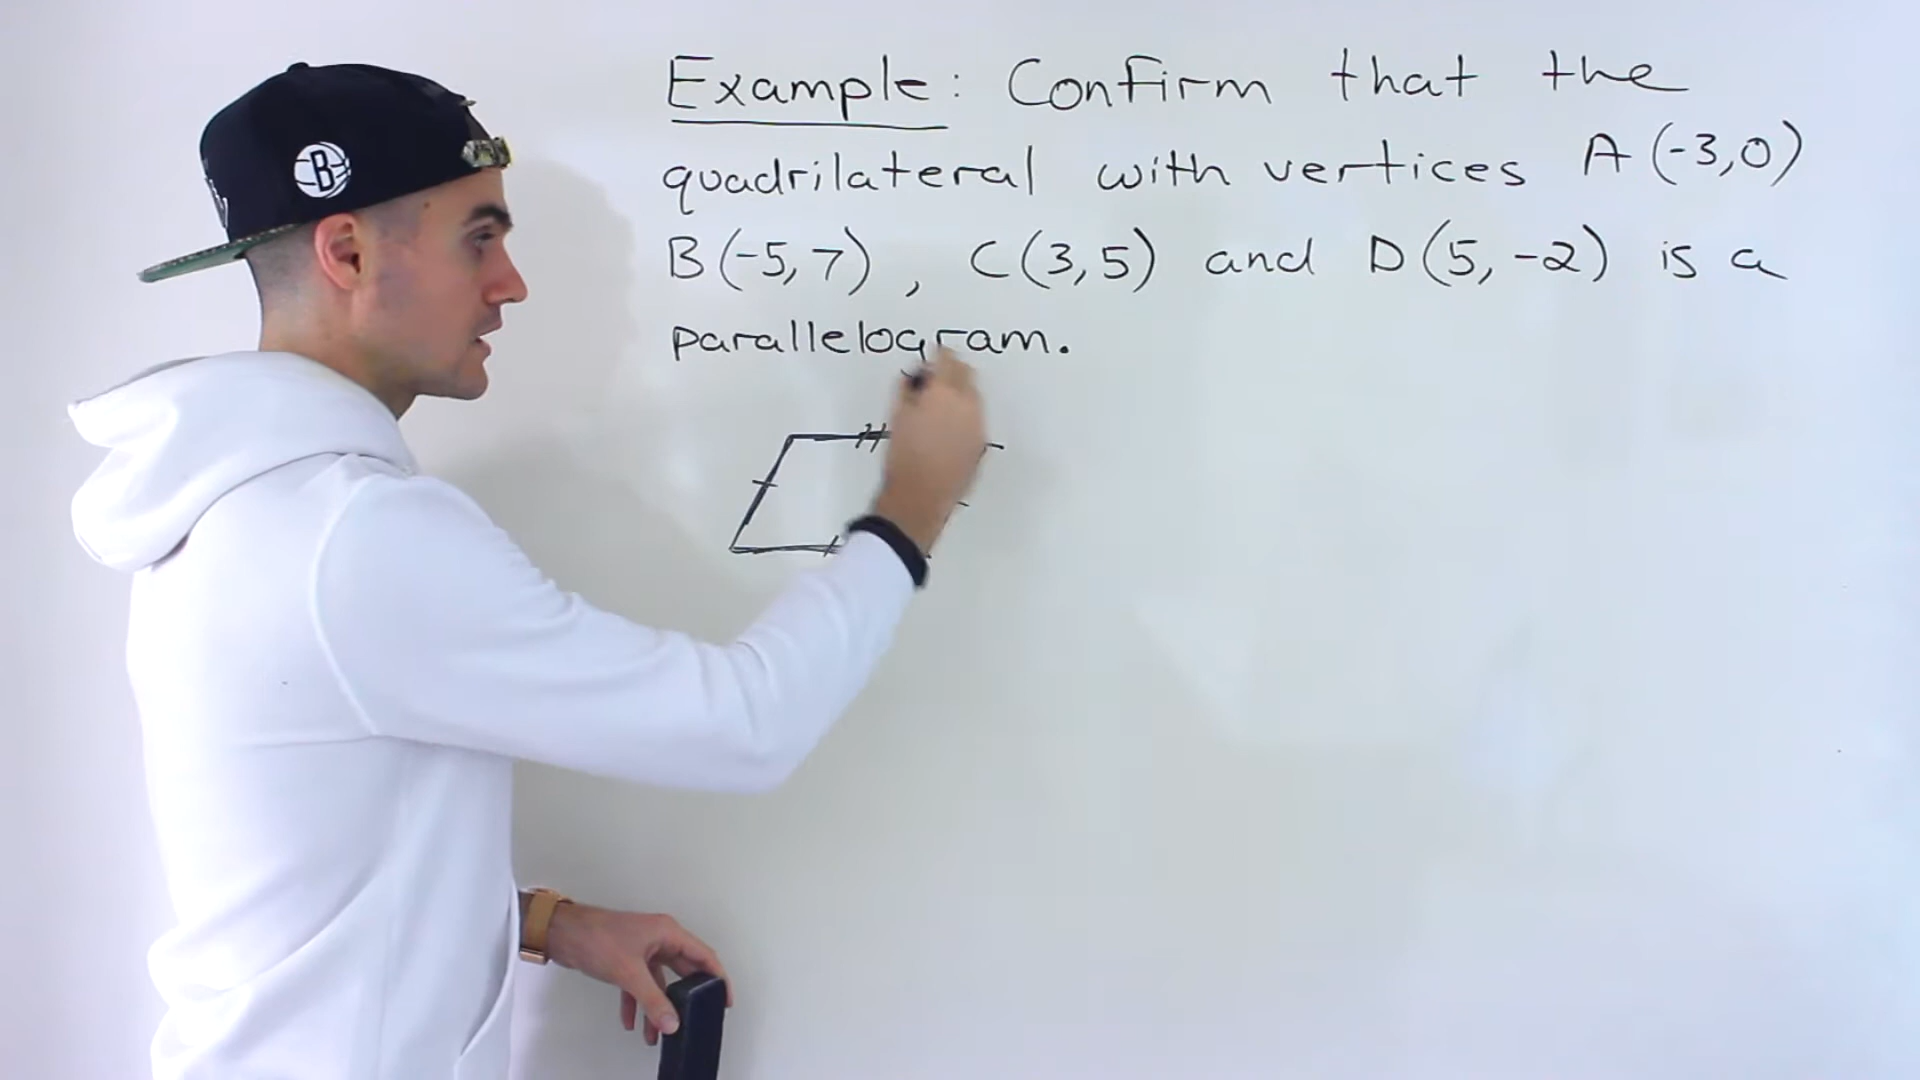 Example: Confirm that the
quadrilateral with vertices A(-3,0)
B(-5,7), C(3,5) and D(5,-2) is a
parallelogram.
B